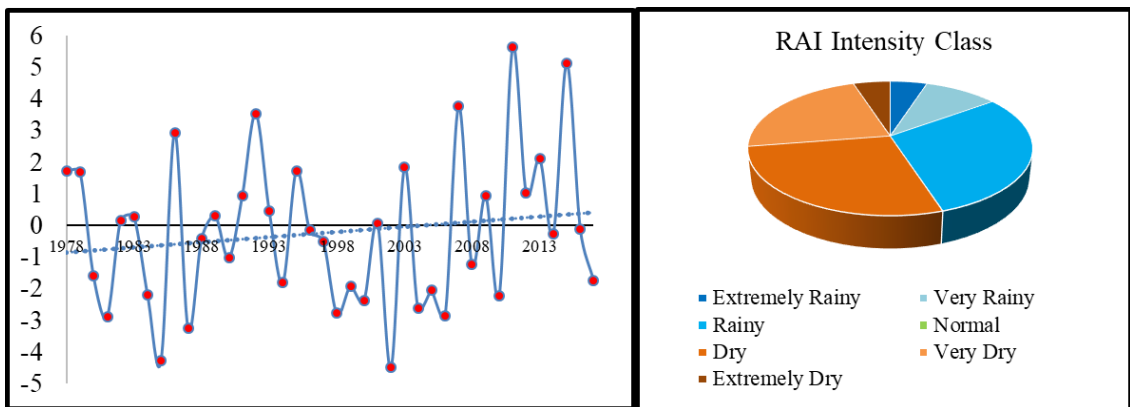 6
5
4
3
2
1
0
-1
-2
-3
-4
-5
1978 1983 1988 1993 1998 2003 2008 2013
RAI Intensity Class
Extremely Rainy Very Rainy
Rainy Normal
Dry Very Dry
Extremely Dry